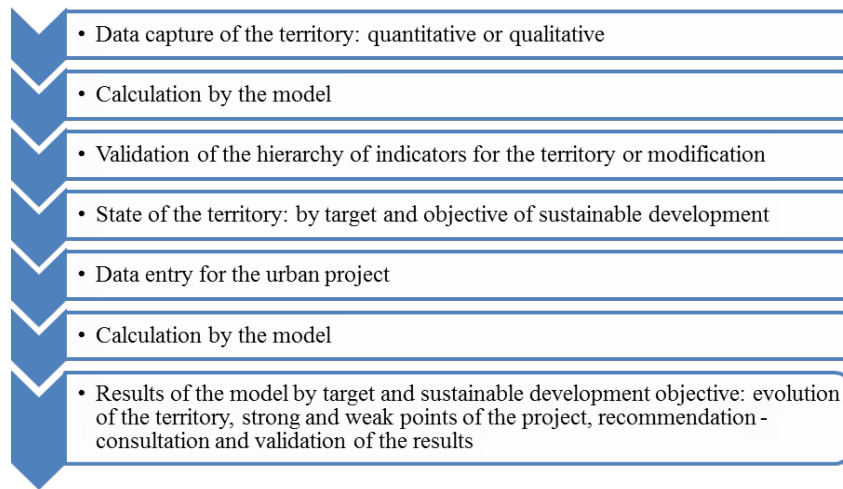 • Data capture of the territory: quantitative or qualitative
• Calculation by the model
• Validation of the hierarchy of indicators for the territory or modification
• State of the territory: by target and objective of sustainable development
• Data entry for the urban project
• Calculation by the model
• Results of the model by target and sustainable development objective: evolution
of the territory, strong and weak points of the project, recommendation -
consultation and validation of the results